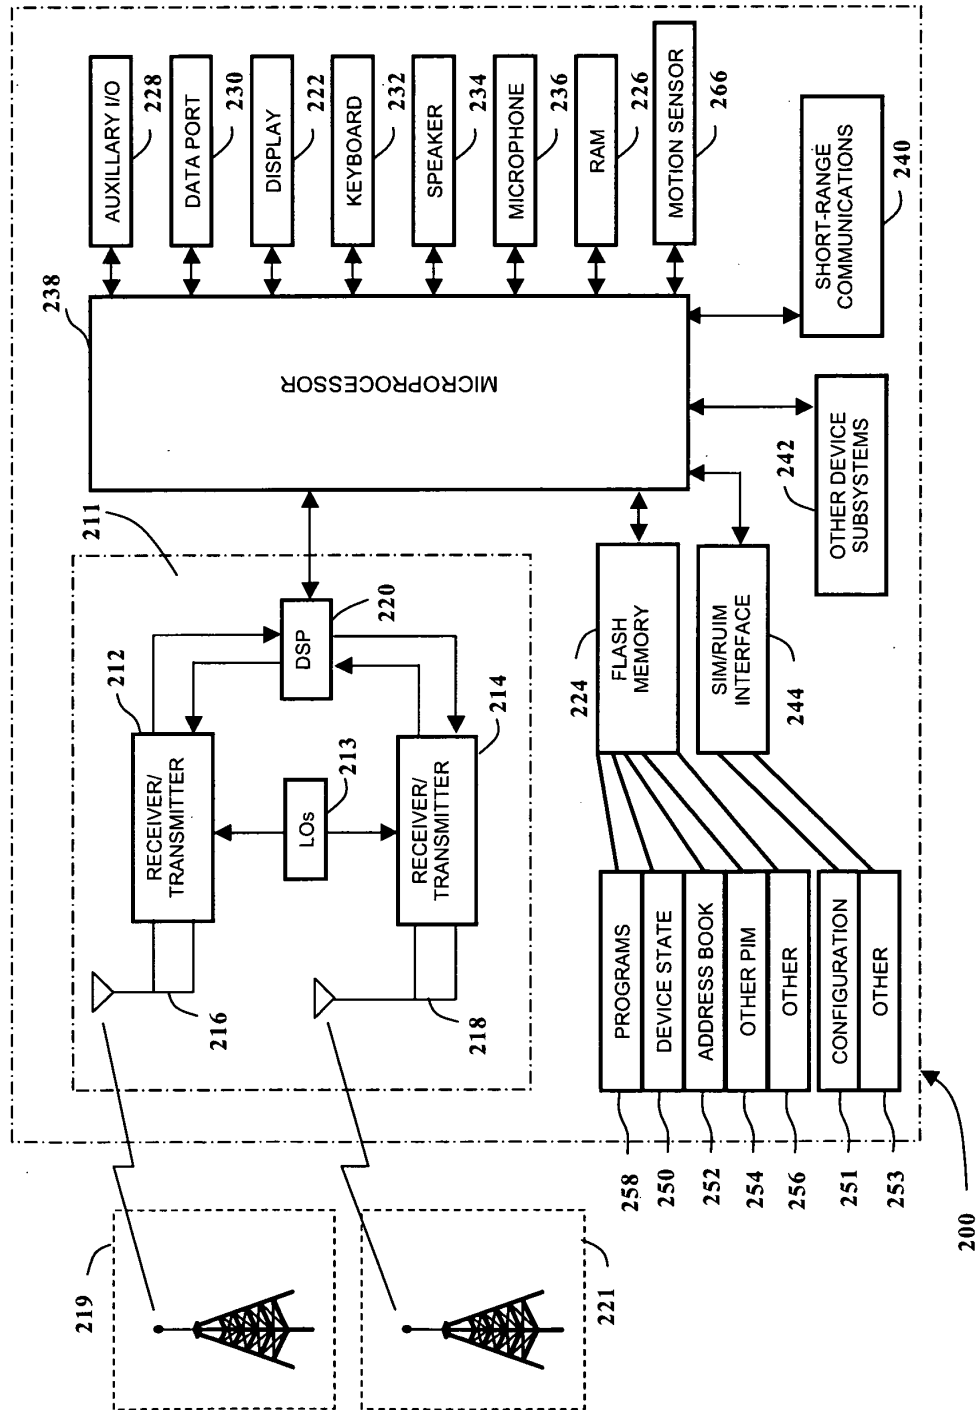 AUXILLARY I/O
228
DATA PORT
230
DISPLAY
222
KEYBOARD
232
SPEAKER
234
MICROPHONE
236
RAM
226
MOTION SENSOR
266
238
MICROPROCESSOR
SHORT-RANGE
COMMUNICATIONS
240
OTHER DEVICE
SUBSYSTEMS
242
211
DSP
220
212
RECEIVER/
TRANSMITTER
LOs
213
214
RECEIVER/
TRANSMITTER
216
218
224
FLASH
MEMORY
SIM/RUIM
INTERFACE
244
PROGRAMS
DEVICE STATE
ADDRESS BOOK
OTHER PIM
OTHER
CONFIGURATION
OTHER
258
250
252
254
256
251
253
219
221
200